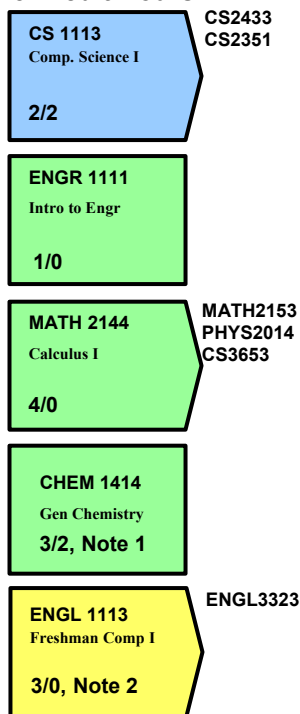 CS 1113
Comp. Science I
2/2
CS2433
CS2351
ENGR 1111
Intro to Engr
1/0
MATH 2144
Calculus I
4/0
MATH2153
PHYS2014
CS3653
CHEM 1414
Gen Chemistry
3/2, Note 1
ENGL 1113
Freshman Comp I
3/0, Note 2
ENGL3323